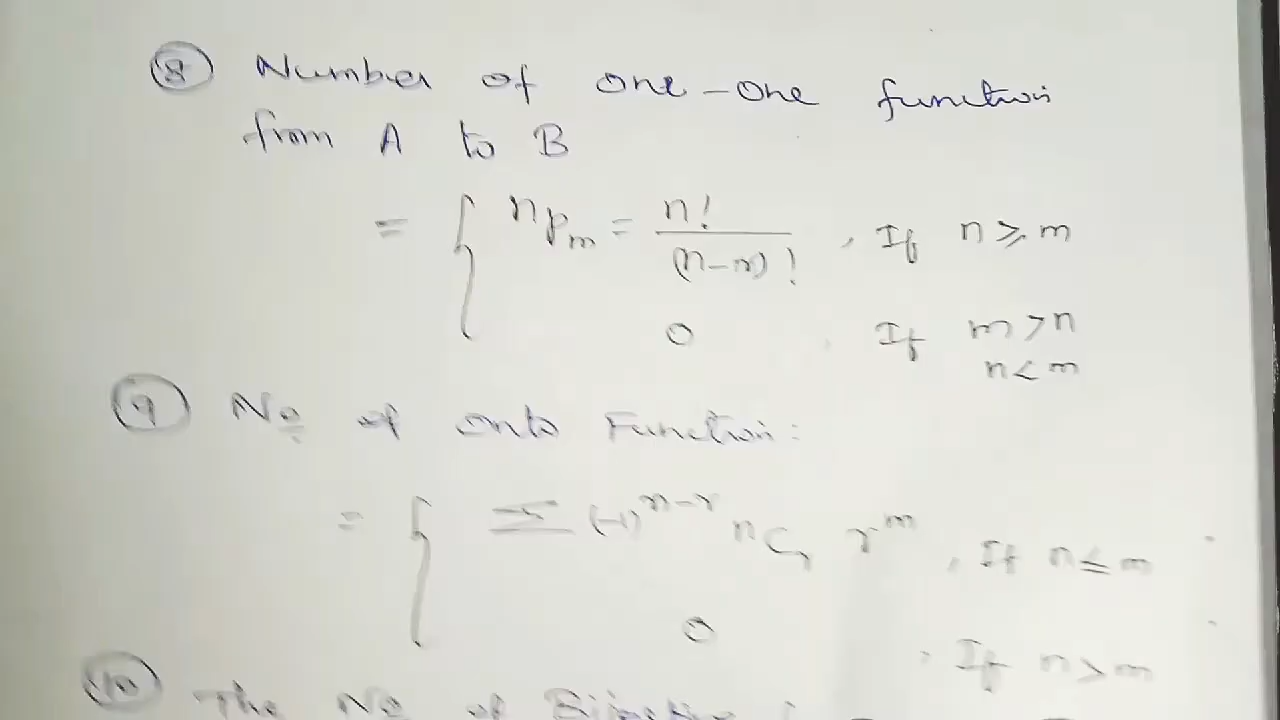 ⑧ Number of one-one function
from A to B
= { nPm = n! / (n-m)! , If n ≥ m
0 , If m > n
n < m
⑨ No of onto Function:
= { Σ (-1)^(n-r) nCr r^m , If n ≤ m
0 , If n > m
⑩ The No of Bijective